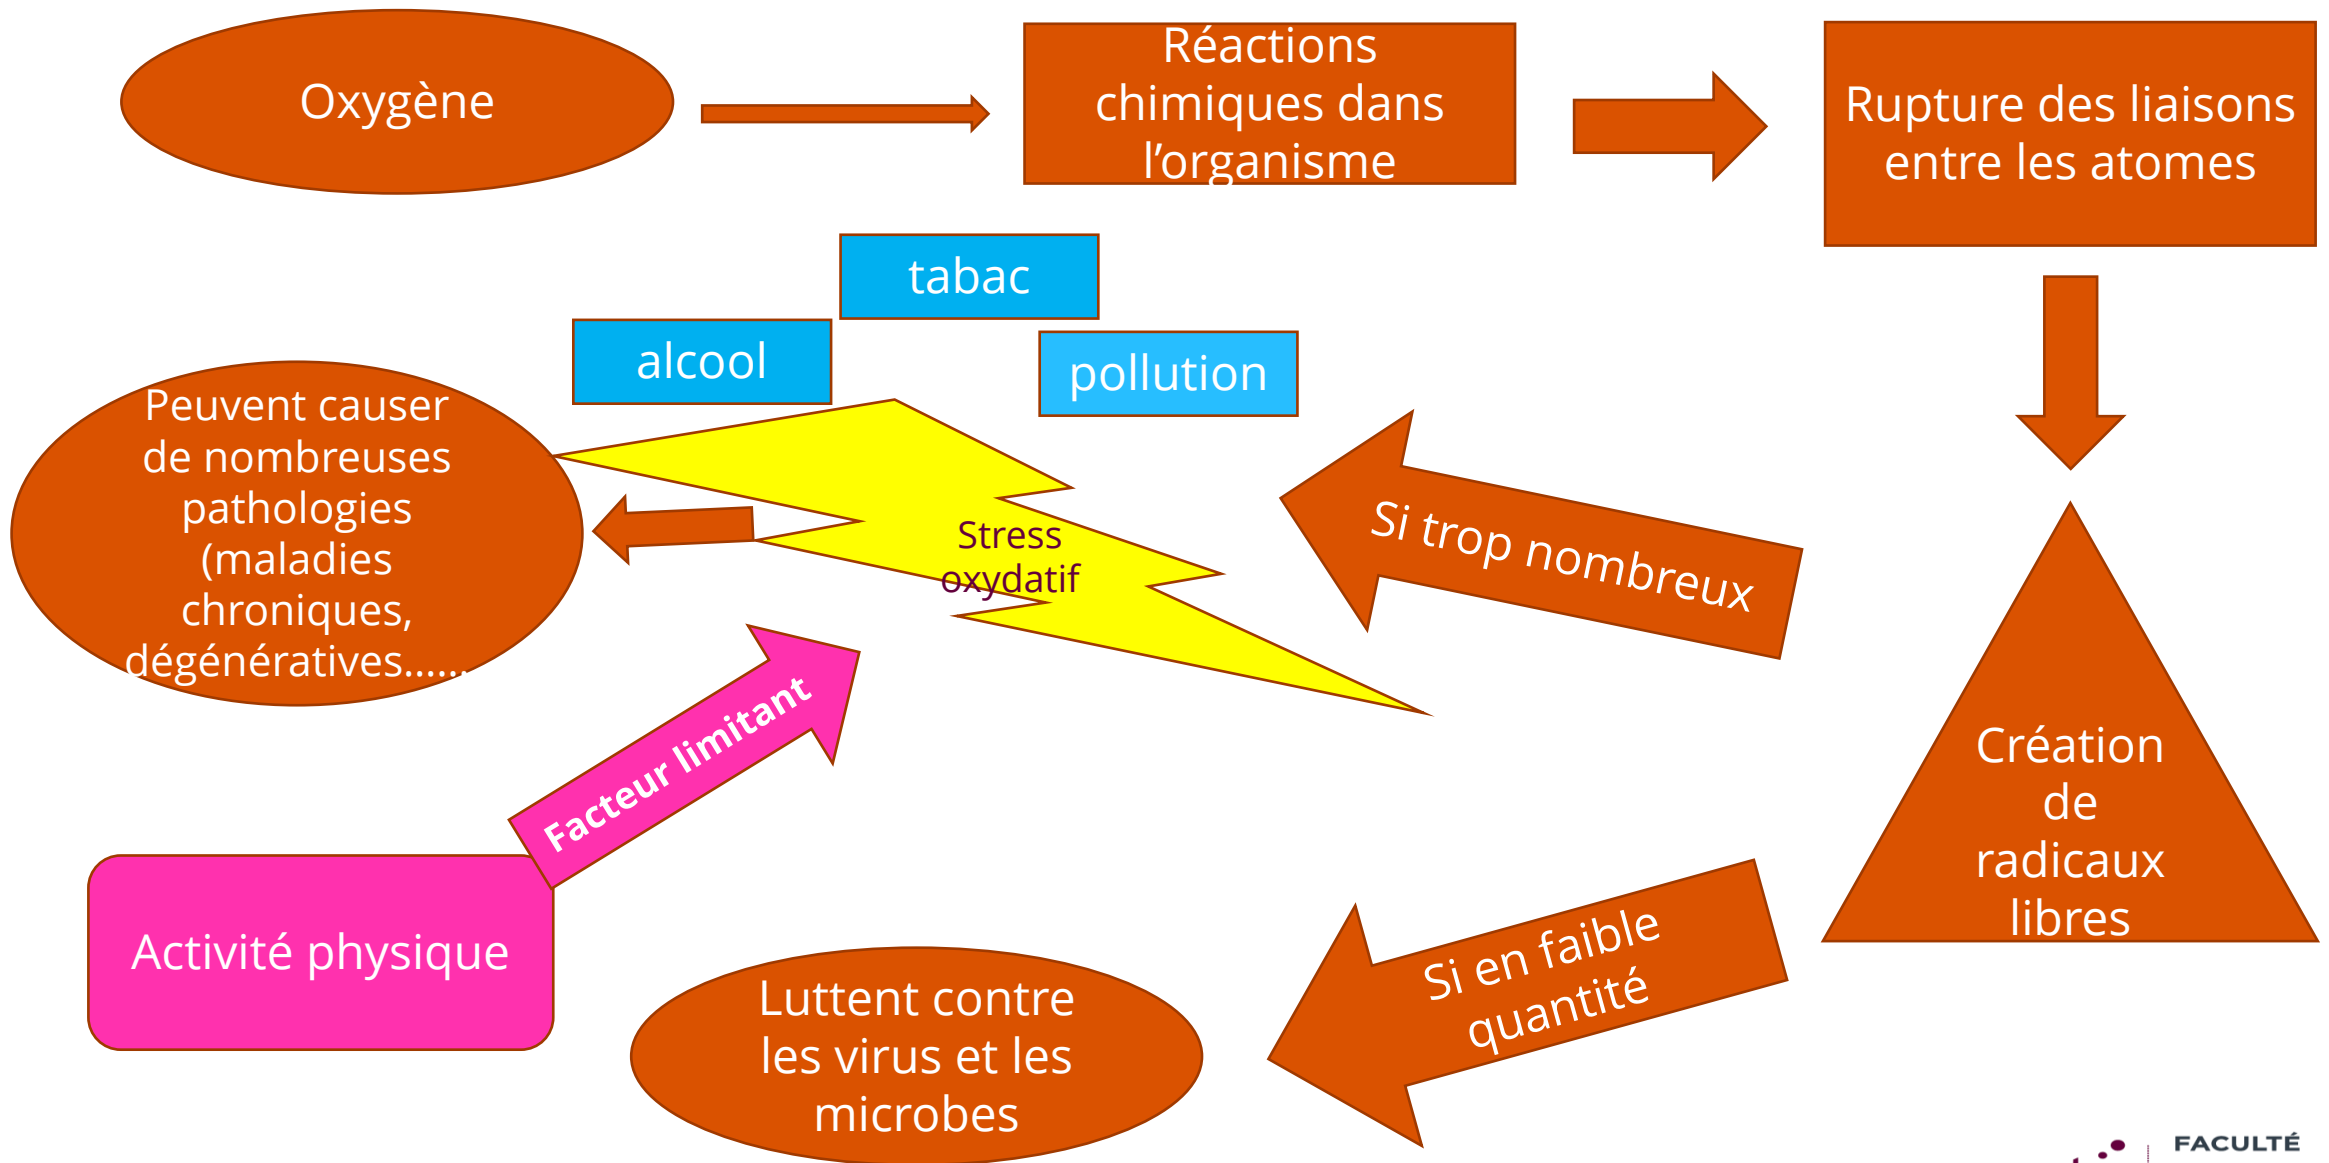 Oxygène
Réactions
chimiques dans
l’organisme
Rupture des liaisons
entre les atomes
tabac
alcool
pollution
Peuvent causer
de nombreuses
pathologies
(maladies
chroniques,
dégénératives......
Stress
oxydatif
Si trop nombreux
Création
de
radicaux
libres
Facteur limitant
Activité physique
Si en faible
quantité
Luttent contre
les virus et les
microbes
FACULTÉ